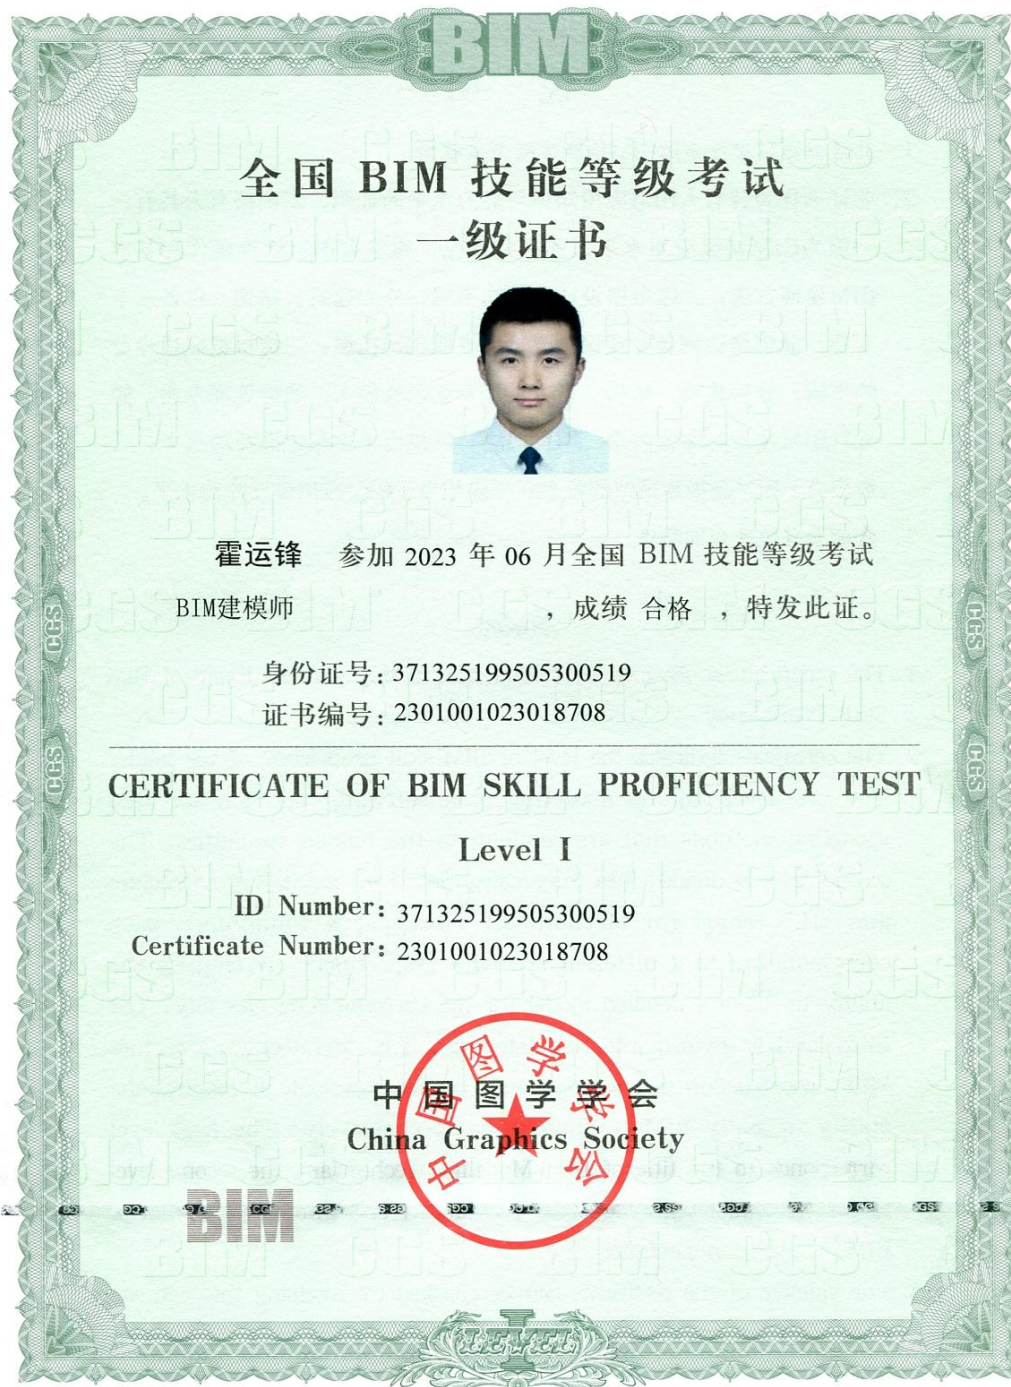 BIM
全国 BIM 技能等级考试
一级证书
霍运锋 参加 2023 年 06 月全国 BIM 技能等级考试
BIM建模师 ，成绩 合格 ，特发此证。
身份证号: 371325199505300519
证书编号: 2301001023018708
CERTIFICATE OF BIM SKILL PROFICIENCY TEST
Level I
ID Number: 371325199505300519
Certificate Number: 2301001023018708
中国图学学会
中国图学学会
China Graphics Society
BIM
CGS
CGS
CGS
CGS
LEVEL
I